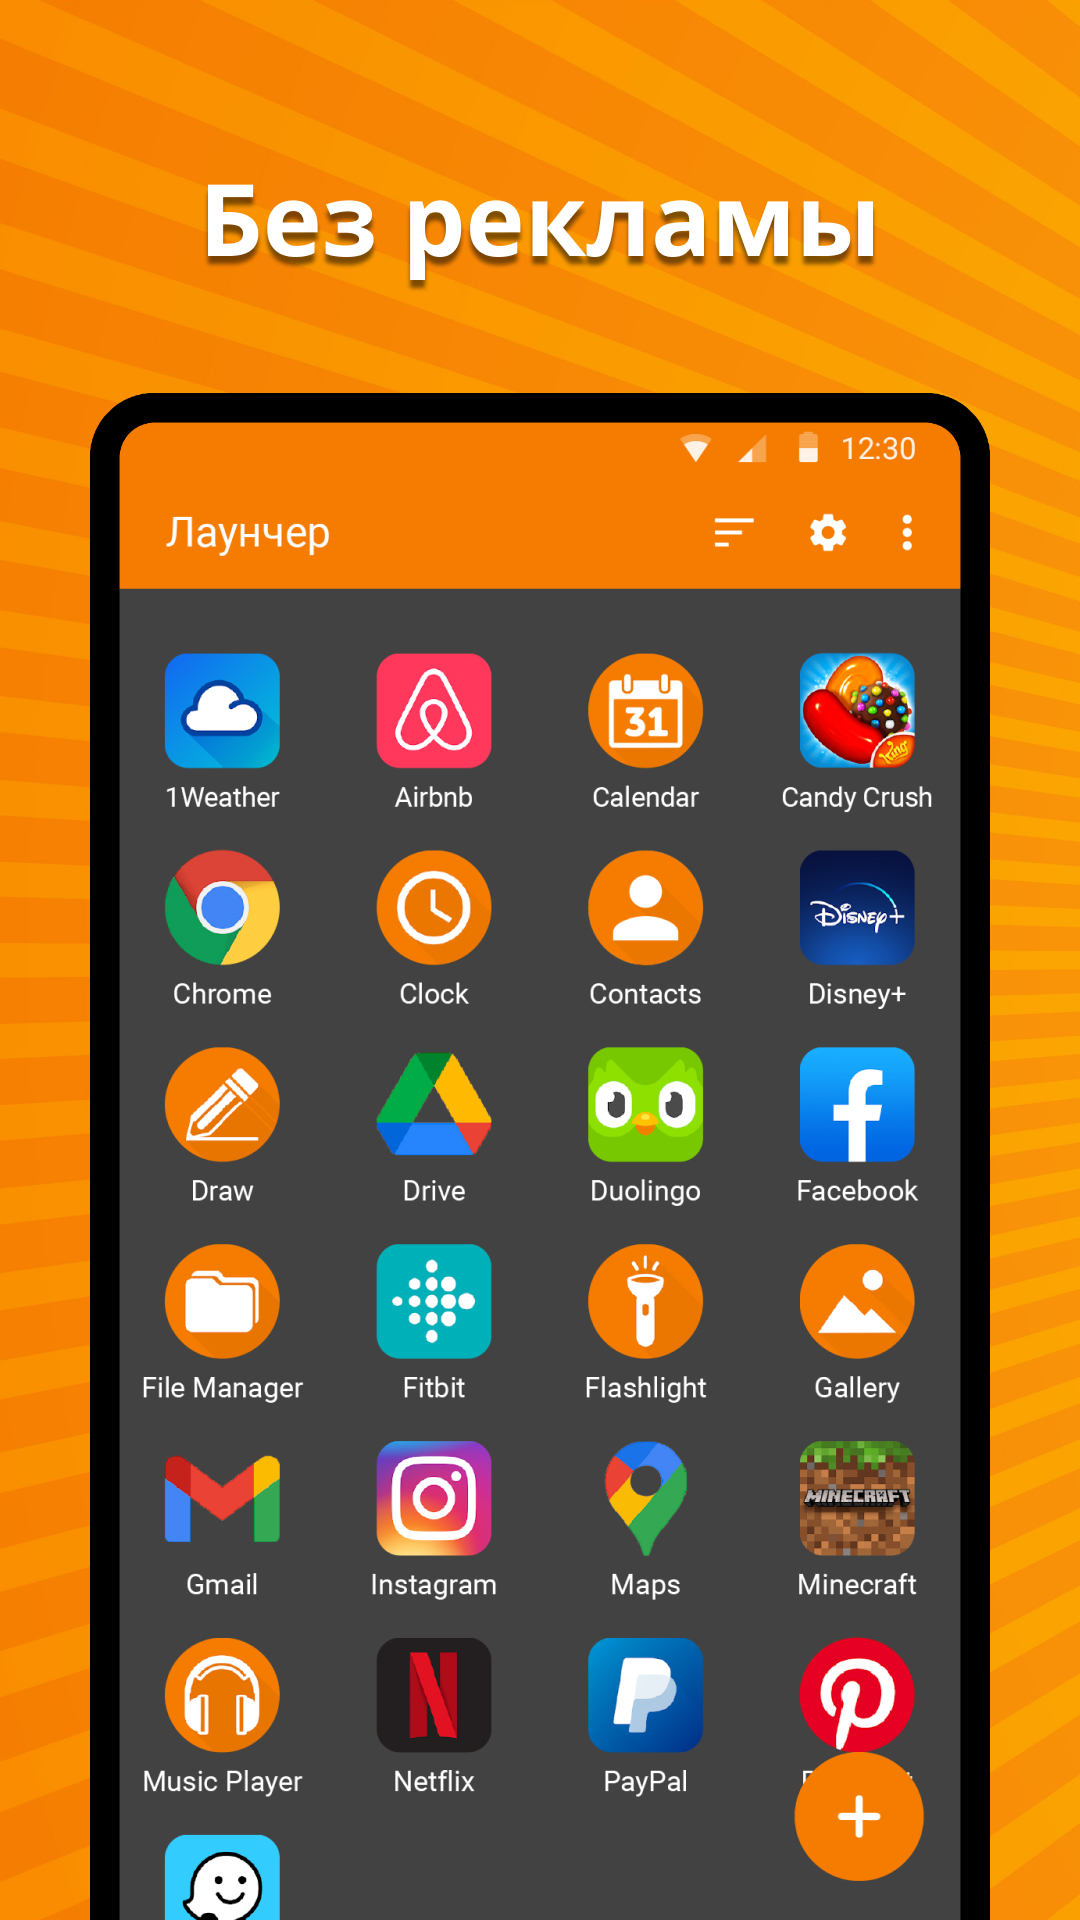 Без рекламы
12:30
Лаунчер
31
King
1Weather Airbnb Calendar Candy Crush
Disney+
Chrome Clock Contacts Disney+
Draw Drive Duolingo Facebook
File Manager Fitbit Flashlight Gallery
MINECRAFT
Gmail Instagram Maps Minecraft
Music Player Netflix PayPal